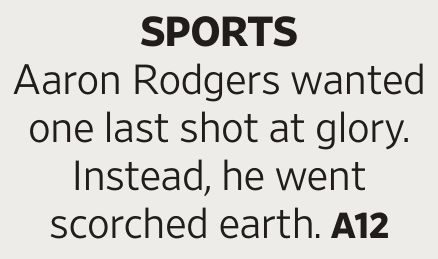 SPORTS
Aaron Rodgers wanted
one last shot at glory.
Instead, he went
scorched earth. A12